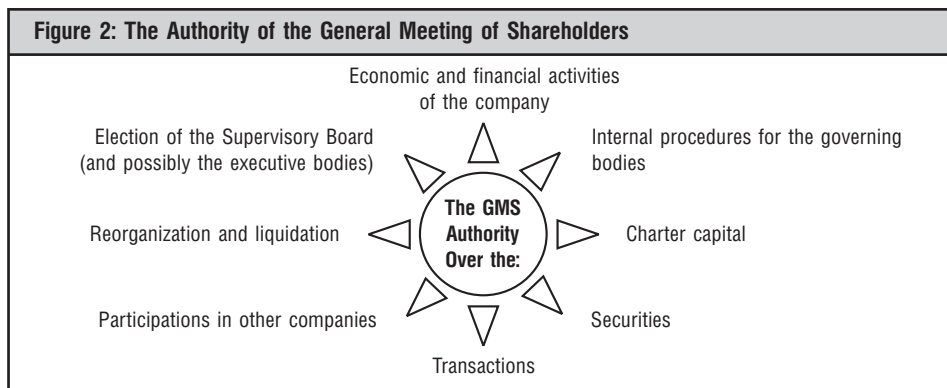 Figure 2: The Authority of the General Meeting of Shareholders
Economic and financial activities
of the company
Election of the Supervisory Board
(and possibly the executive bodies)
Internal procedures for the governing
bodies
The GMS
Authority
Over the:
Reorganization and liquidation
Charter capital
Participations in other companies
Securities
Transactions